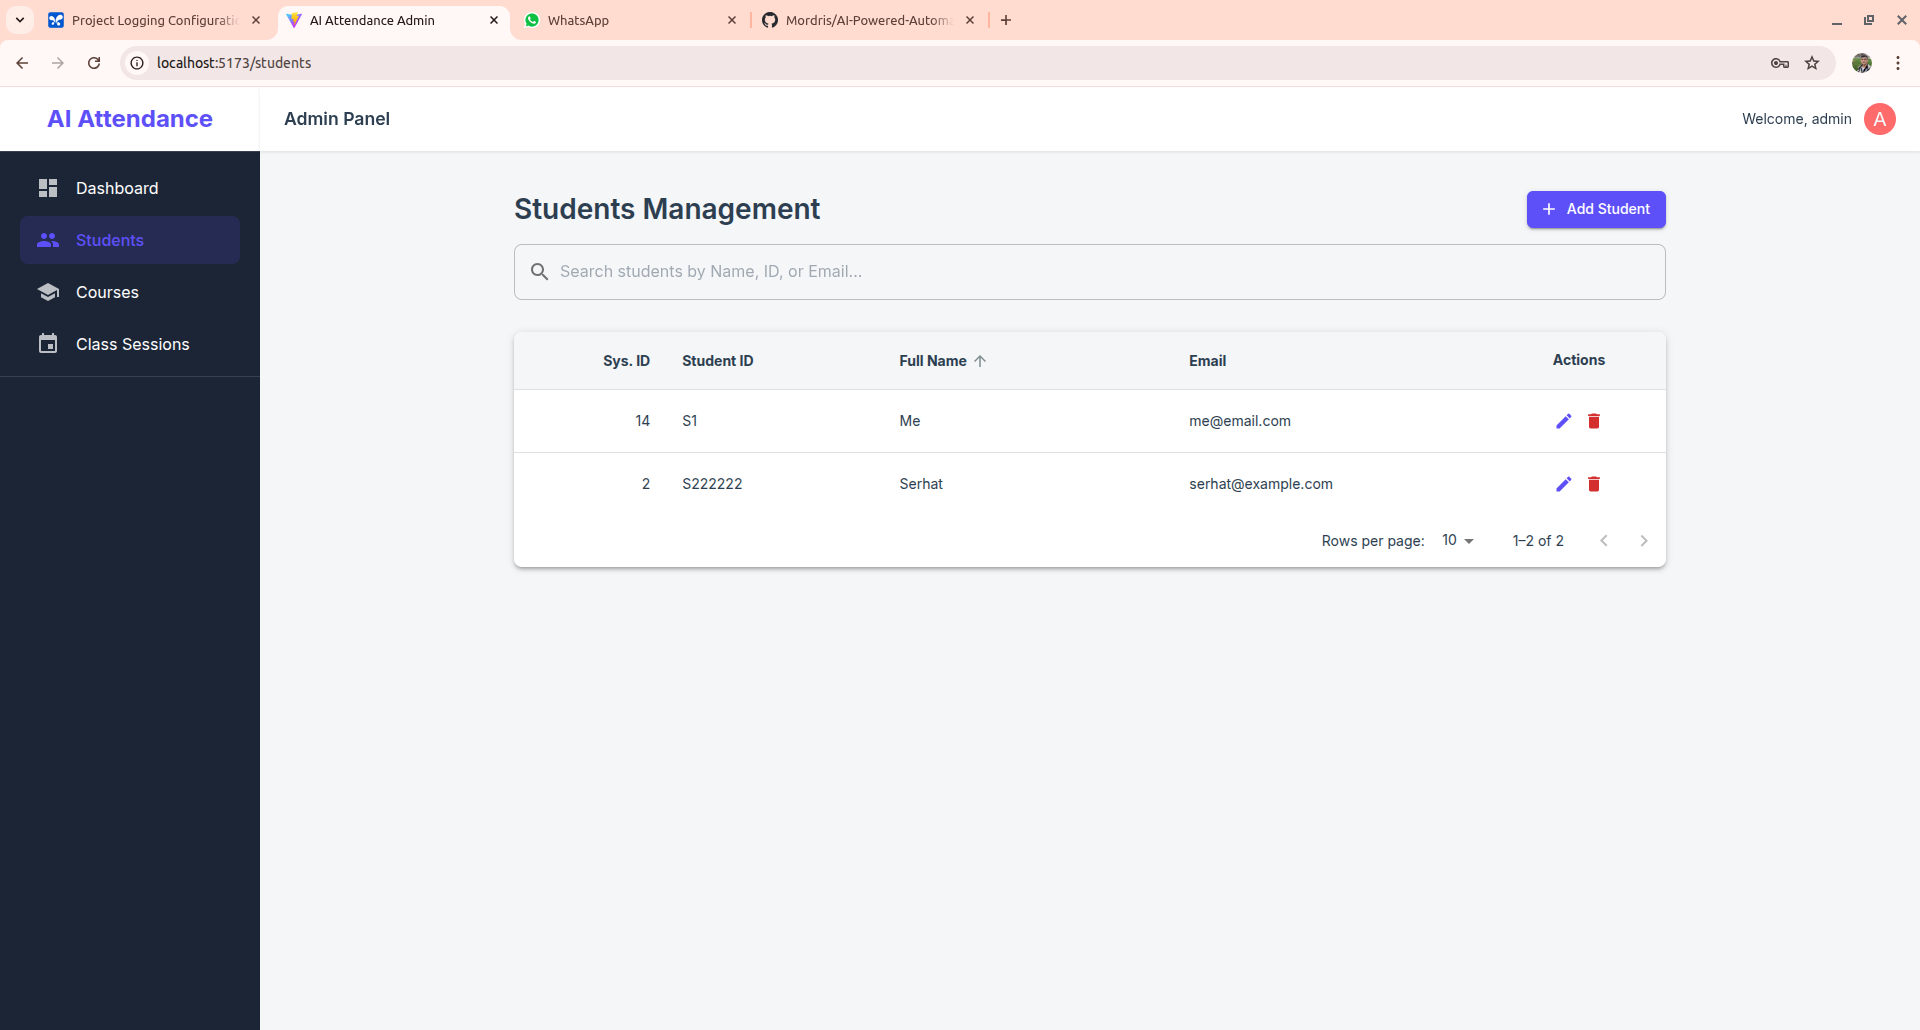 Project Logging Configurati
AI Attendance Admin
WhatsApp
Mordris/AI-Powered-Autom
localhost:5173/students
AI Attendance
Admin Panel
Welcome, admin
A
Dashboard
Students
Courses
Class Sessions
Students Management
+ Add Student
Search students by Name, ID, or Email...
Sys. ID Student ID Full Name Email Actions
14 S1 Me me@email.com
2 S222222 Serhat serhat@example.com
Rows per page: 10 1–2 of 2